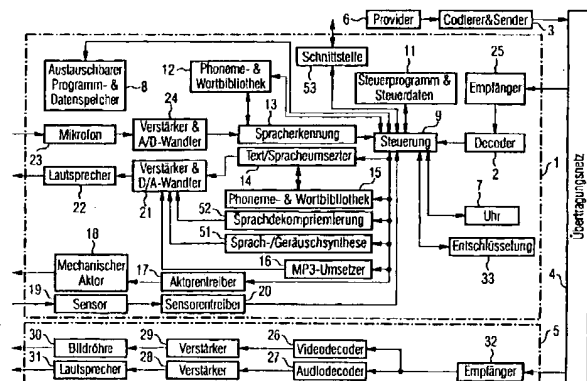 6
Provider
Codierer&Sender
3
Schnittstelle
53
11
25
12
Phoneme- &
Wortbibliothek
Steuerprogramm &
Steuerdaten
Empfänger
Austauschbarer
Programm- &
Datenspeicher
8
24
13
9
Mikrofon
23
Verstärker &
A/D-Wandler
Spracherkennung
Steuerung
Decoder
2
1
Text/Spracheumsetzter
14
Lautsprecher
22
Verstärker &
D/A-Wandler
21
15
Phoneme- & Wortbibliothek
7
Uhr
52
Sprachdekomprimierung
51
Sprach-/Geräuschsynthese
Entschlüsselung
33
18
16
MP3-Umsetzer
Mechanischer
Aktor
17
Aktorentreiber
19
Sensor
Sensorentreiber
20
4
Übertragungsnetz
5
30
Bildröhre
29
Verstärker
26
Videodecoder
32
Empfänger
31
Lautsprecher
28
Verstärker
27
Audiodecoder